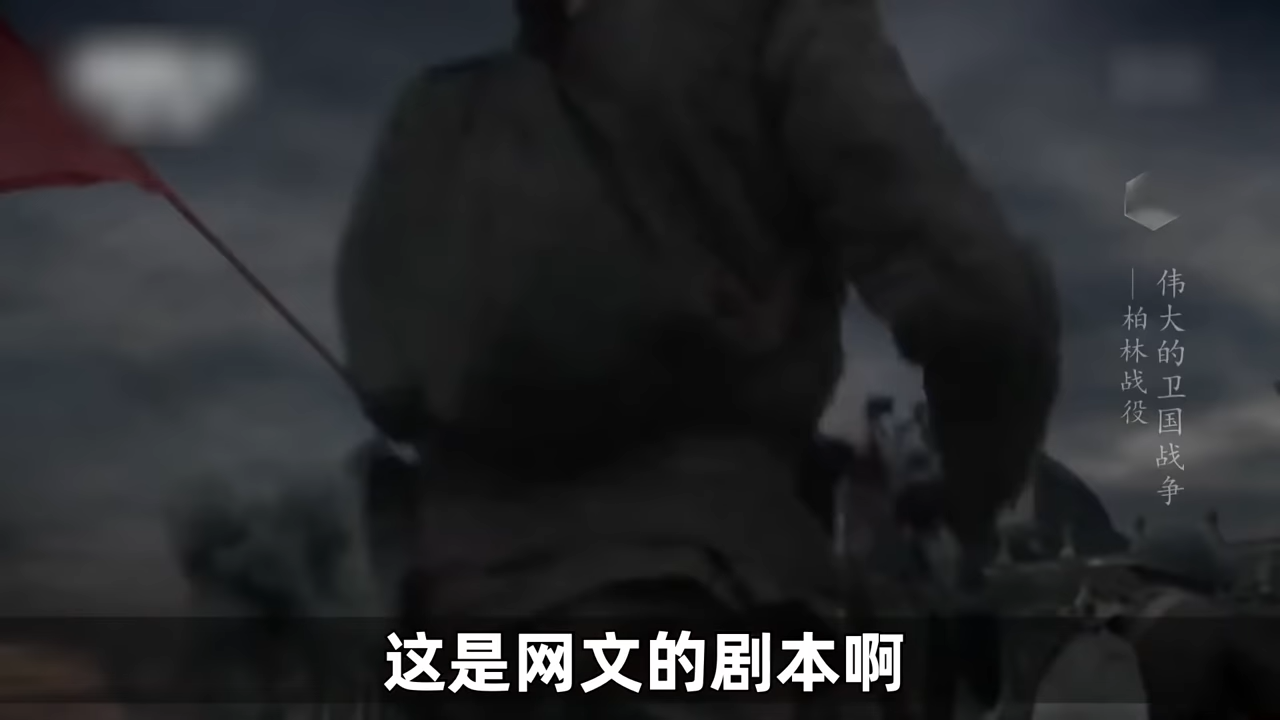 伟大的卫国战争
—柏林战役
这是网文的剧本啊